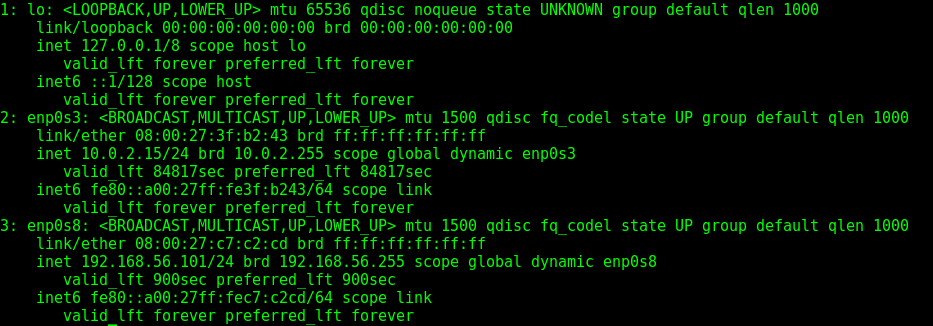 1: lo: <LOOPBACK,UP,LOWER_UP> mtu 65536 qdisc noqueue state UNKNOWN group default qlen 1000
    link/loopback 00:00:00:00:00:00 brd 00:00:00:00:00:00
    inet 127.0.0.1/8 scope host lo
       valid_lft forever preferred_lft forever
    inet6 ::1/128 scope host
       valid_lft forever preferred_lft forever
2: enp0s3: <BROADCAST,MULTICAST,UP,LOWER_UP> mtu 1500 qdisc fq_codel state UP group default qlen 1000
    link/ether 08:00:27:3f:b2:43 brd ff:ff:ff:ff:ff:ff
    inet 10.0.2.15/24 brd 10.0.2.255 scope global dynamic enp0s3
       valid_lft 84817sec preferred_lft 84817sec
    inet6 fe80::a00:27ff:fe3f:b243/64 scope link
       valid_lft forever preferred_lft forever
3: enp0s8: <BROADCAST,MULTICAST,UP,LOWER_UP> mtu 1500 qdisc fq_codel state UP group default qlen 1000
    link/ether 08:00:27:c7:c2:cd brd ff:ff:ff:ff:ff:ff
    inet 192.168.56.101/24 brd 192.168.56.255 scope global dynamic enp0s8
       valid_lft 900sec preferred_lft 900sec
    inet6 fe80::a00:27ff:fec7:c2cd/64 scope link
       valid_lft forever preferred_lft forever